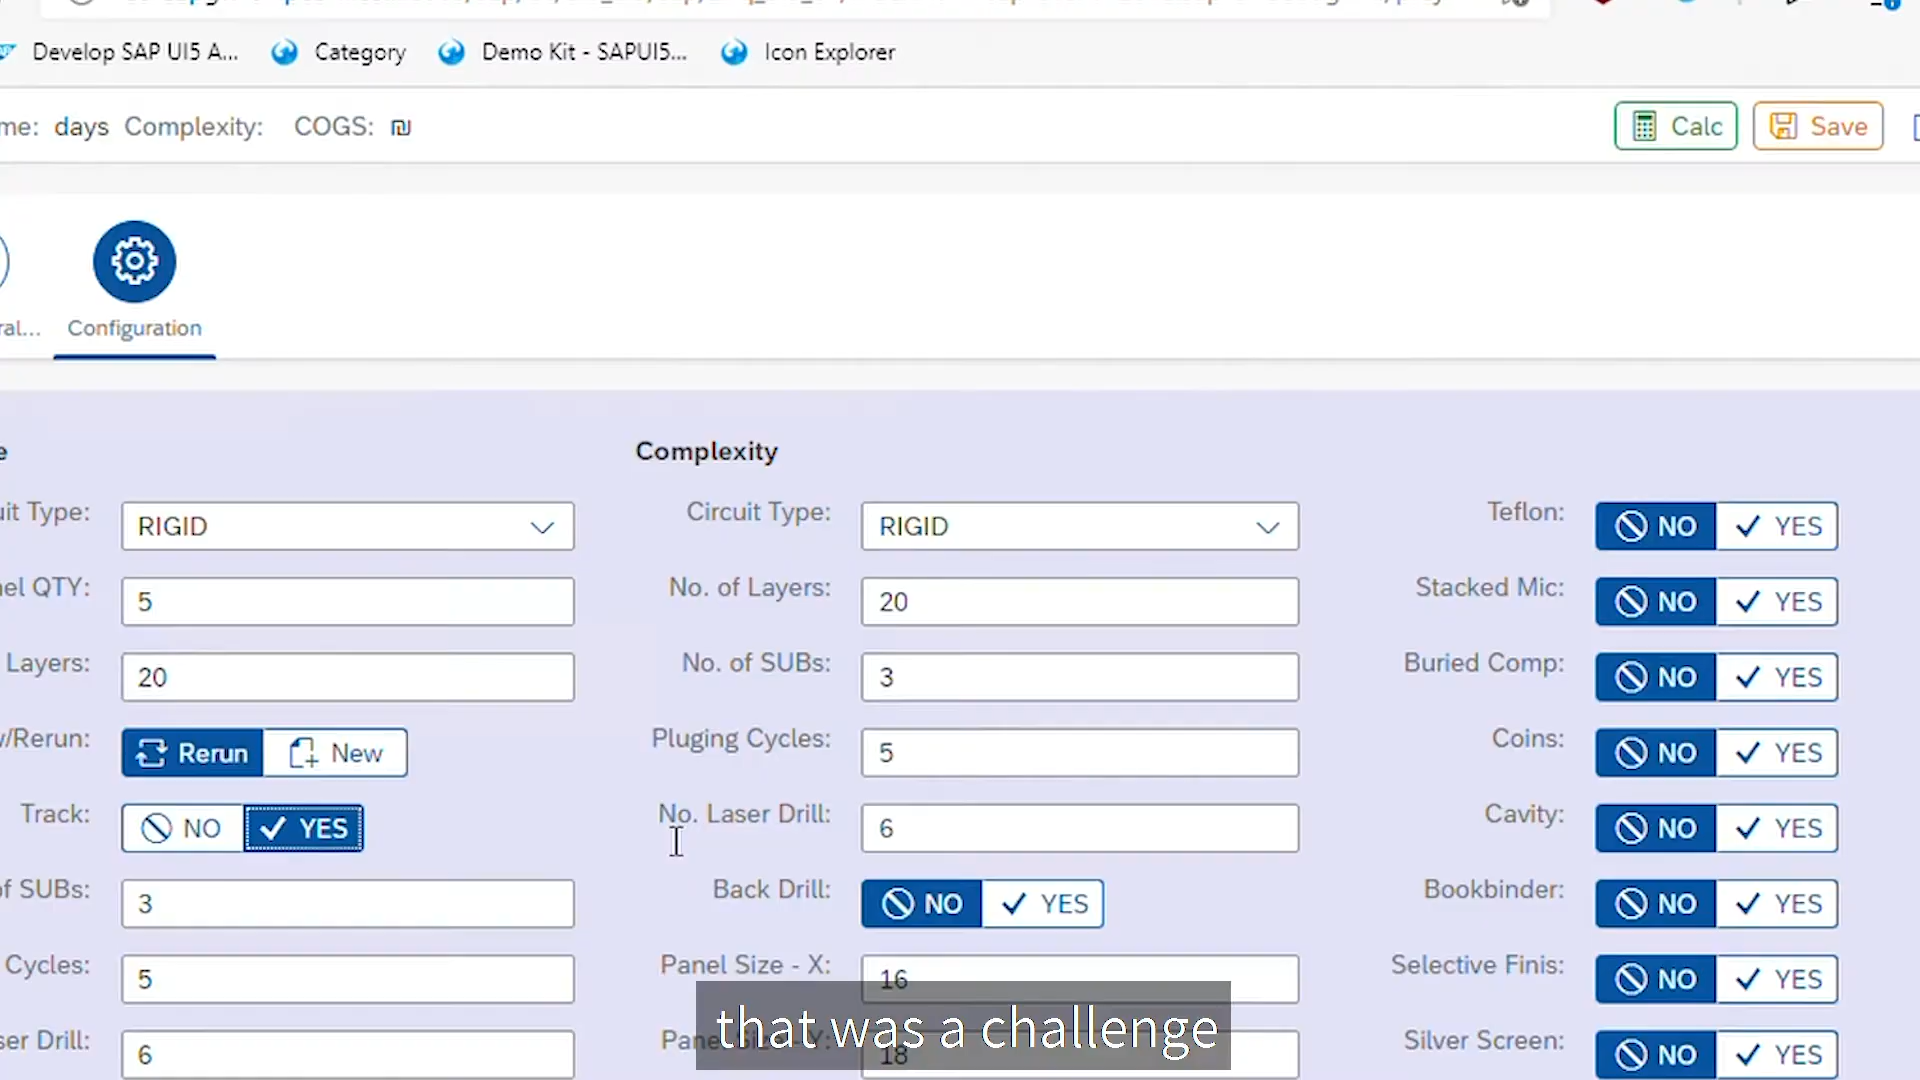 Develop SAP UI5 A... Category Demo Kit - SAPUI5... Icon Explorer
me: days Complexity: COGS: ₪ Calc Save
ral... Configuration
e Complexity
it Type: RIGID Circuit Type: RIGID Teflon: NO YES
el QTY: 5 No. of Layers: 20 Stacked Mic: NO YES
Layers: 20 No. of SUBs: 3 Buried Comp: NO YES
/Rerun: Rerun New Pluging Cycles: 5 Coins: NO YES
Track: NO YES No. Laser Drill: 6 Cavity: NO YES
of SUBs: 3 Back Drill: NO YES Bookbinder: NO YES
Cycles: 5 Panel Size - X: 16 Selective Finis: NO YES
ser Drill: 6 Panel Size - Y: 18 Silver Screen: NO YES
that was a challenge